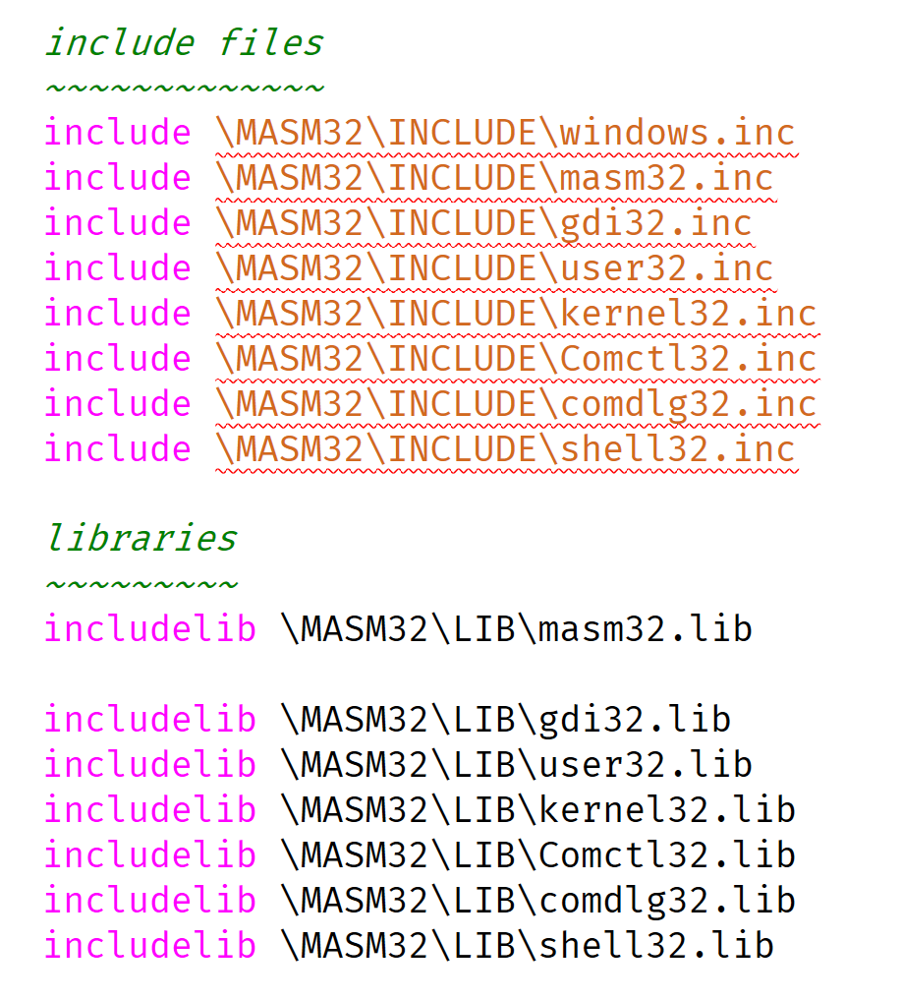 include files
~~~~~~~~~~~~~
include \MASM32\INCLUDE\windows.inc
include \MASM32\INCLUDE\masm32.inc
include \MASM32\INCLUDE\gdi32.inc
include \MASM32\INCLUDE\user32.inc
include \MASM32\INCLUDE\kernel32.inc
include \MASM32\INCLUDE\Comctl32.inc
include \MASM32\INCLUDE\comdlg32.inc
include \MASM32\INCLUDE\shell32.inc
libraries
~~~~~~~~~
includelib \MASM32\LIB\masm32.lib
includelib \MASM32\LIB\gdi32.lib
includelib \MASM32\LIB\user32.lib
includelib \MASM32\LIB\kernel32.lib
includelib \MASM32\LIB\Comctl32.lib
includelib \MASM32\LIB\comdlg32.lib
includelib \MASM32\LIB\shell32.lib